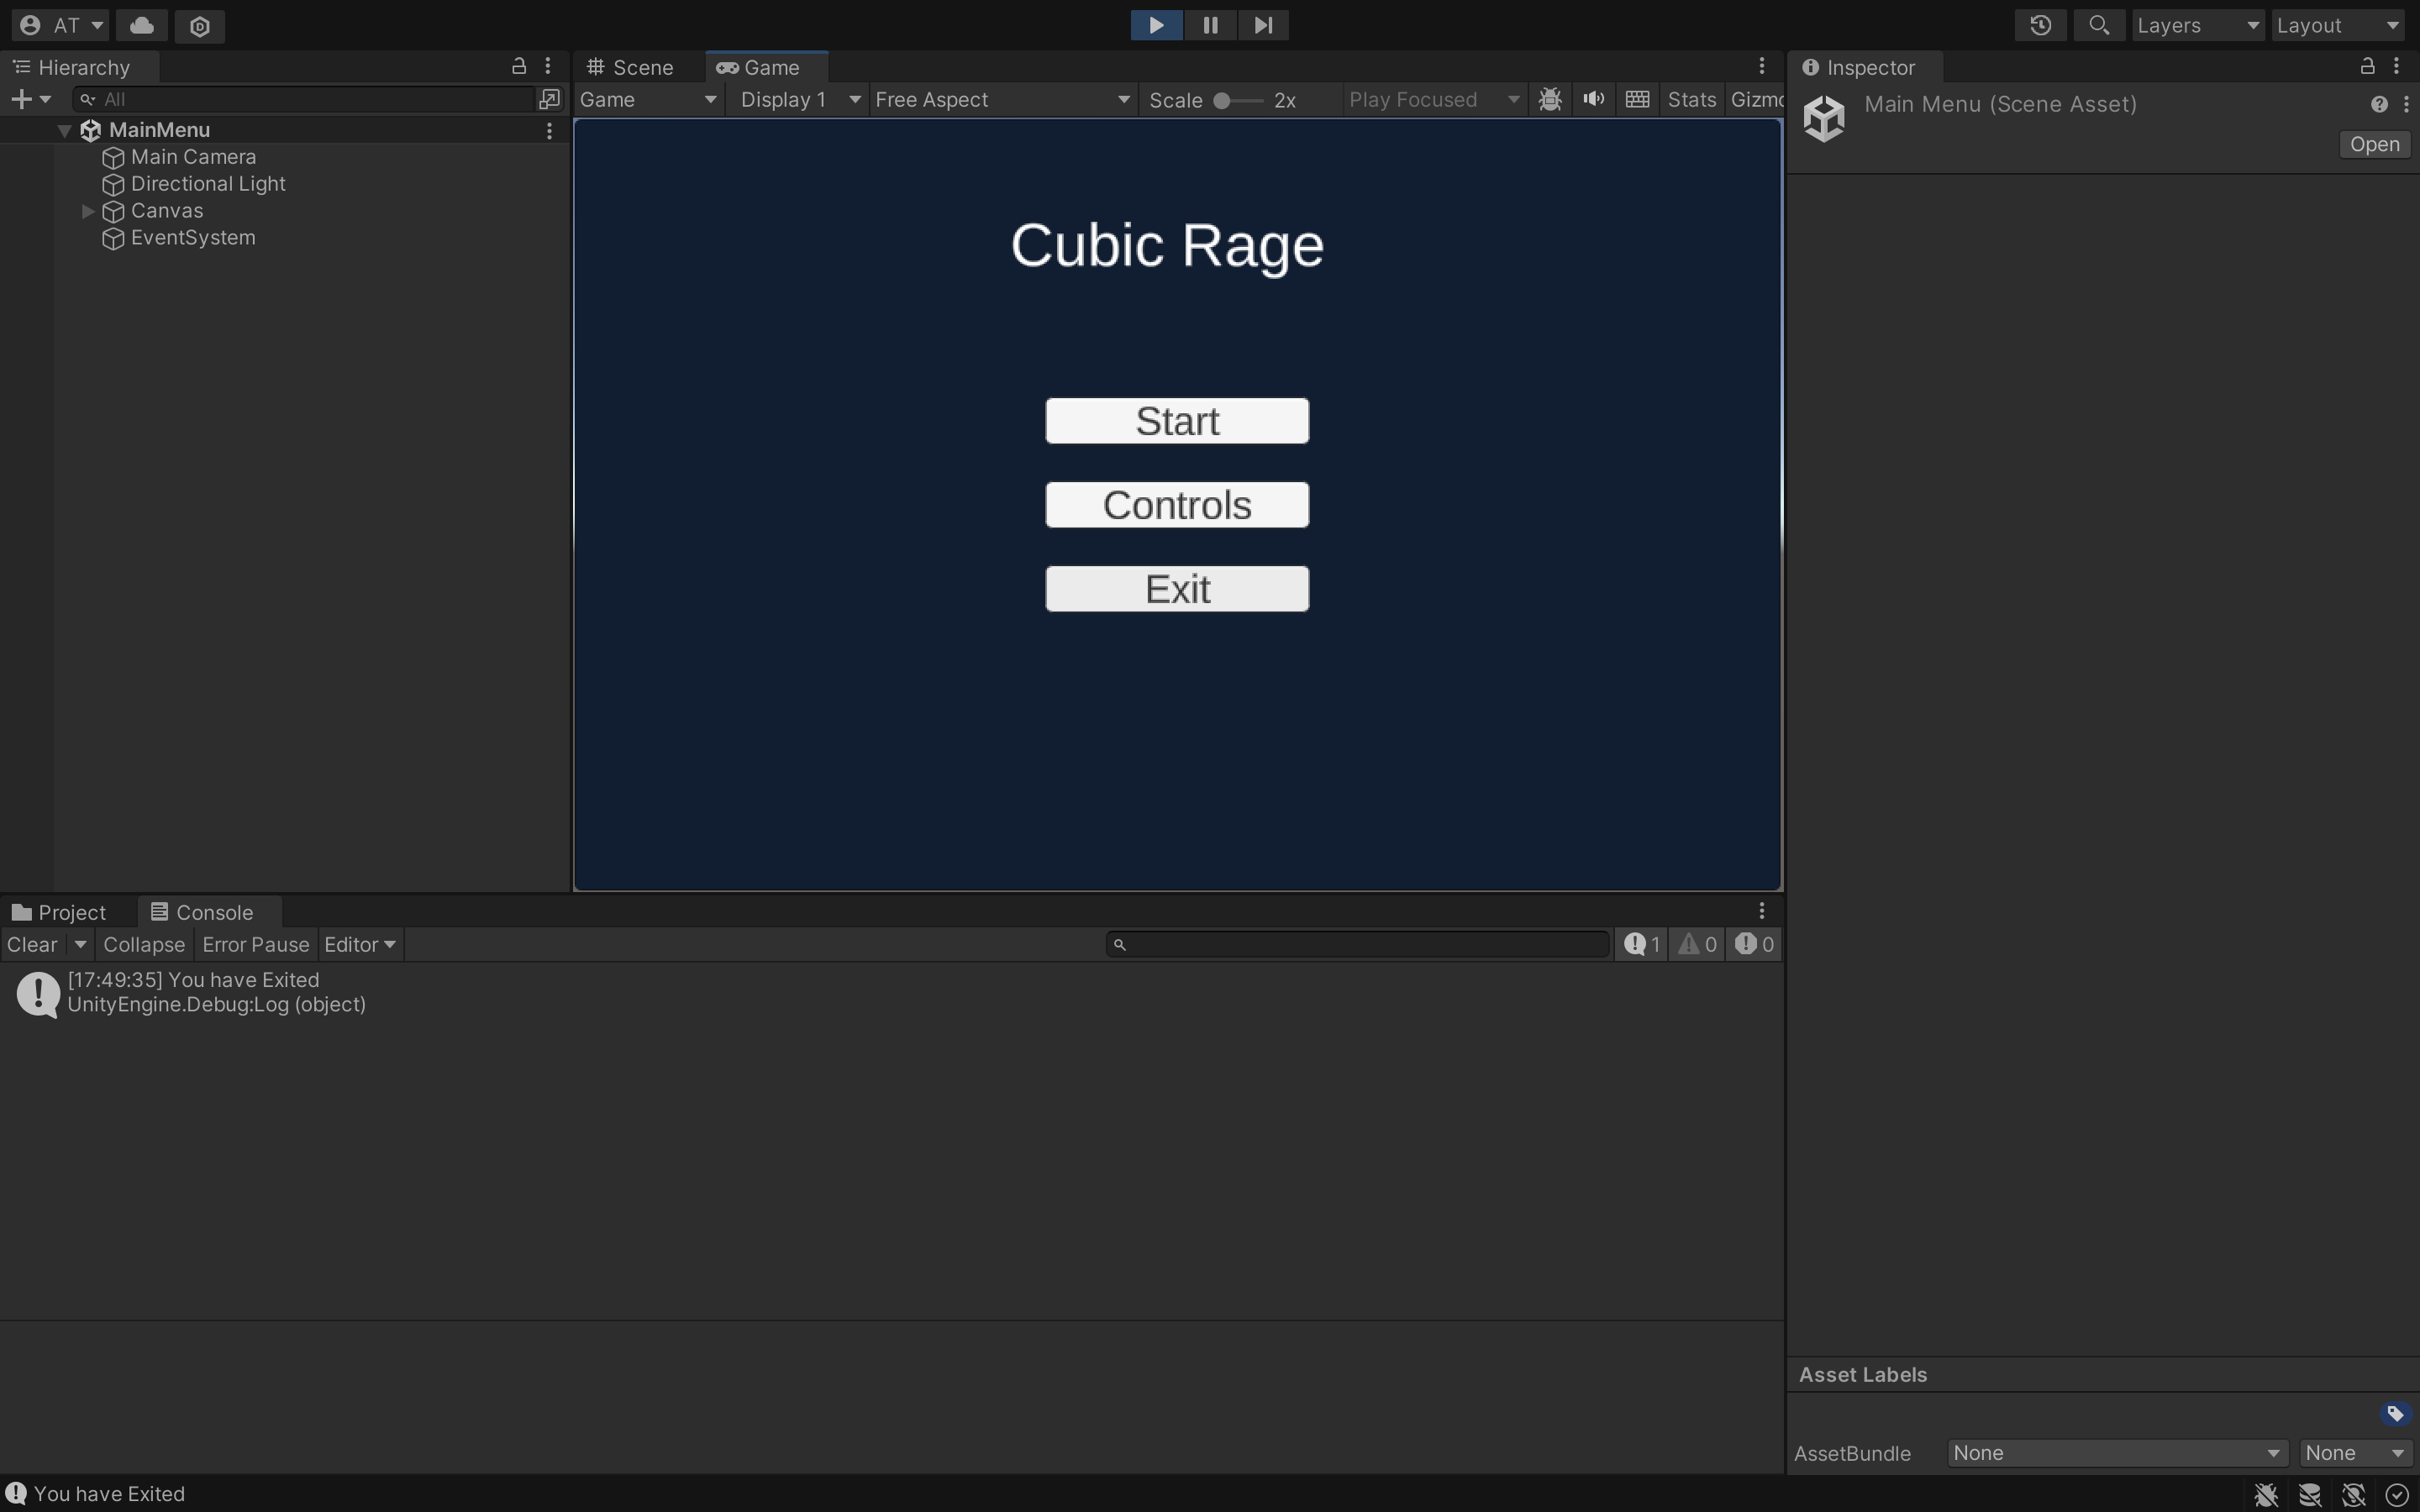 AT
Layers
Layout
Hierarchy
Scene
Game
Inspector
All
Game
Display 1
Free Aspect
Scale
2x
Play Focused
Stats
Gizmo
Main Menu (Scene Asset)
Open
MainMenu
Main Camera
Directional Light
Canvas
EventSystem
Cubic Rage
Start
Controls
Exit
Project
Console
Clear
Collapse
Error Pause
Editor
1
0
0
[17:49:35] You have Exited
UnityEngine.Debug:Log (object)
Asset Labels
AssetBundle
None
None
You have Exited